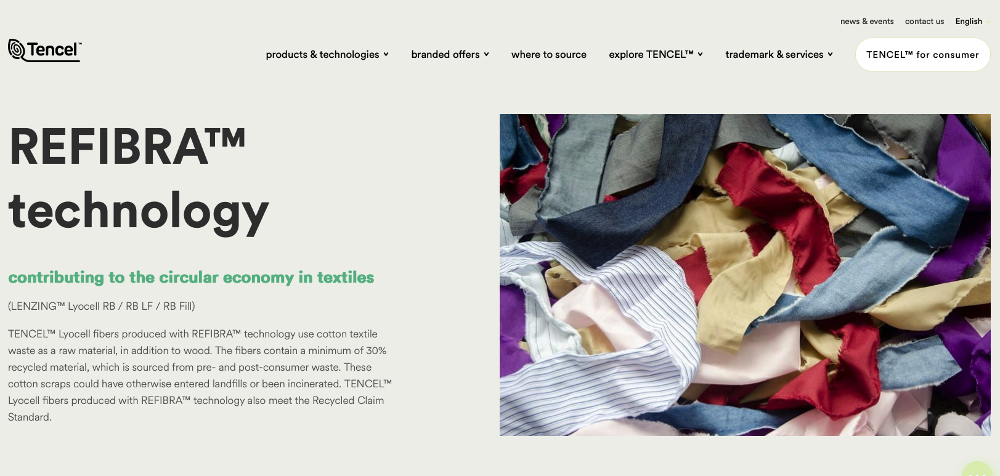 news & events contact us English
Tencel™
products & technologies branded offers where to source explore TENCEL™ trademark & services TENCEL™ for consumer
REFIBRA™
technology
contributing to the circular economy in textiles
(LENZING™ Lyocell RB / RB LF / RB Fill)
TENCEL™ Lyocell fibers produced with REFIBRA™ technology use cotton textile
waste as a raw material, in addition to wood. The fibers contain a minimum of 30%
recycled material, which is sourced from pre- and post-consumer waste. These
cotton scraps could have otherwise entered landfills or been incinerated. TENCEL™
Lyocell fibers produced with REFIBRA™ technology also meet the Recycled Claim
Standard.